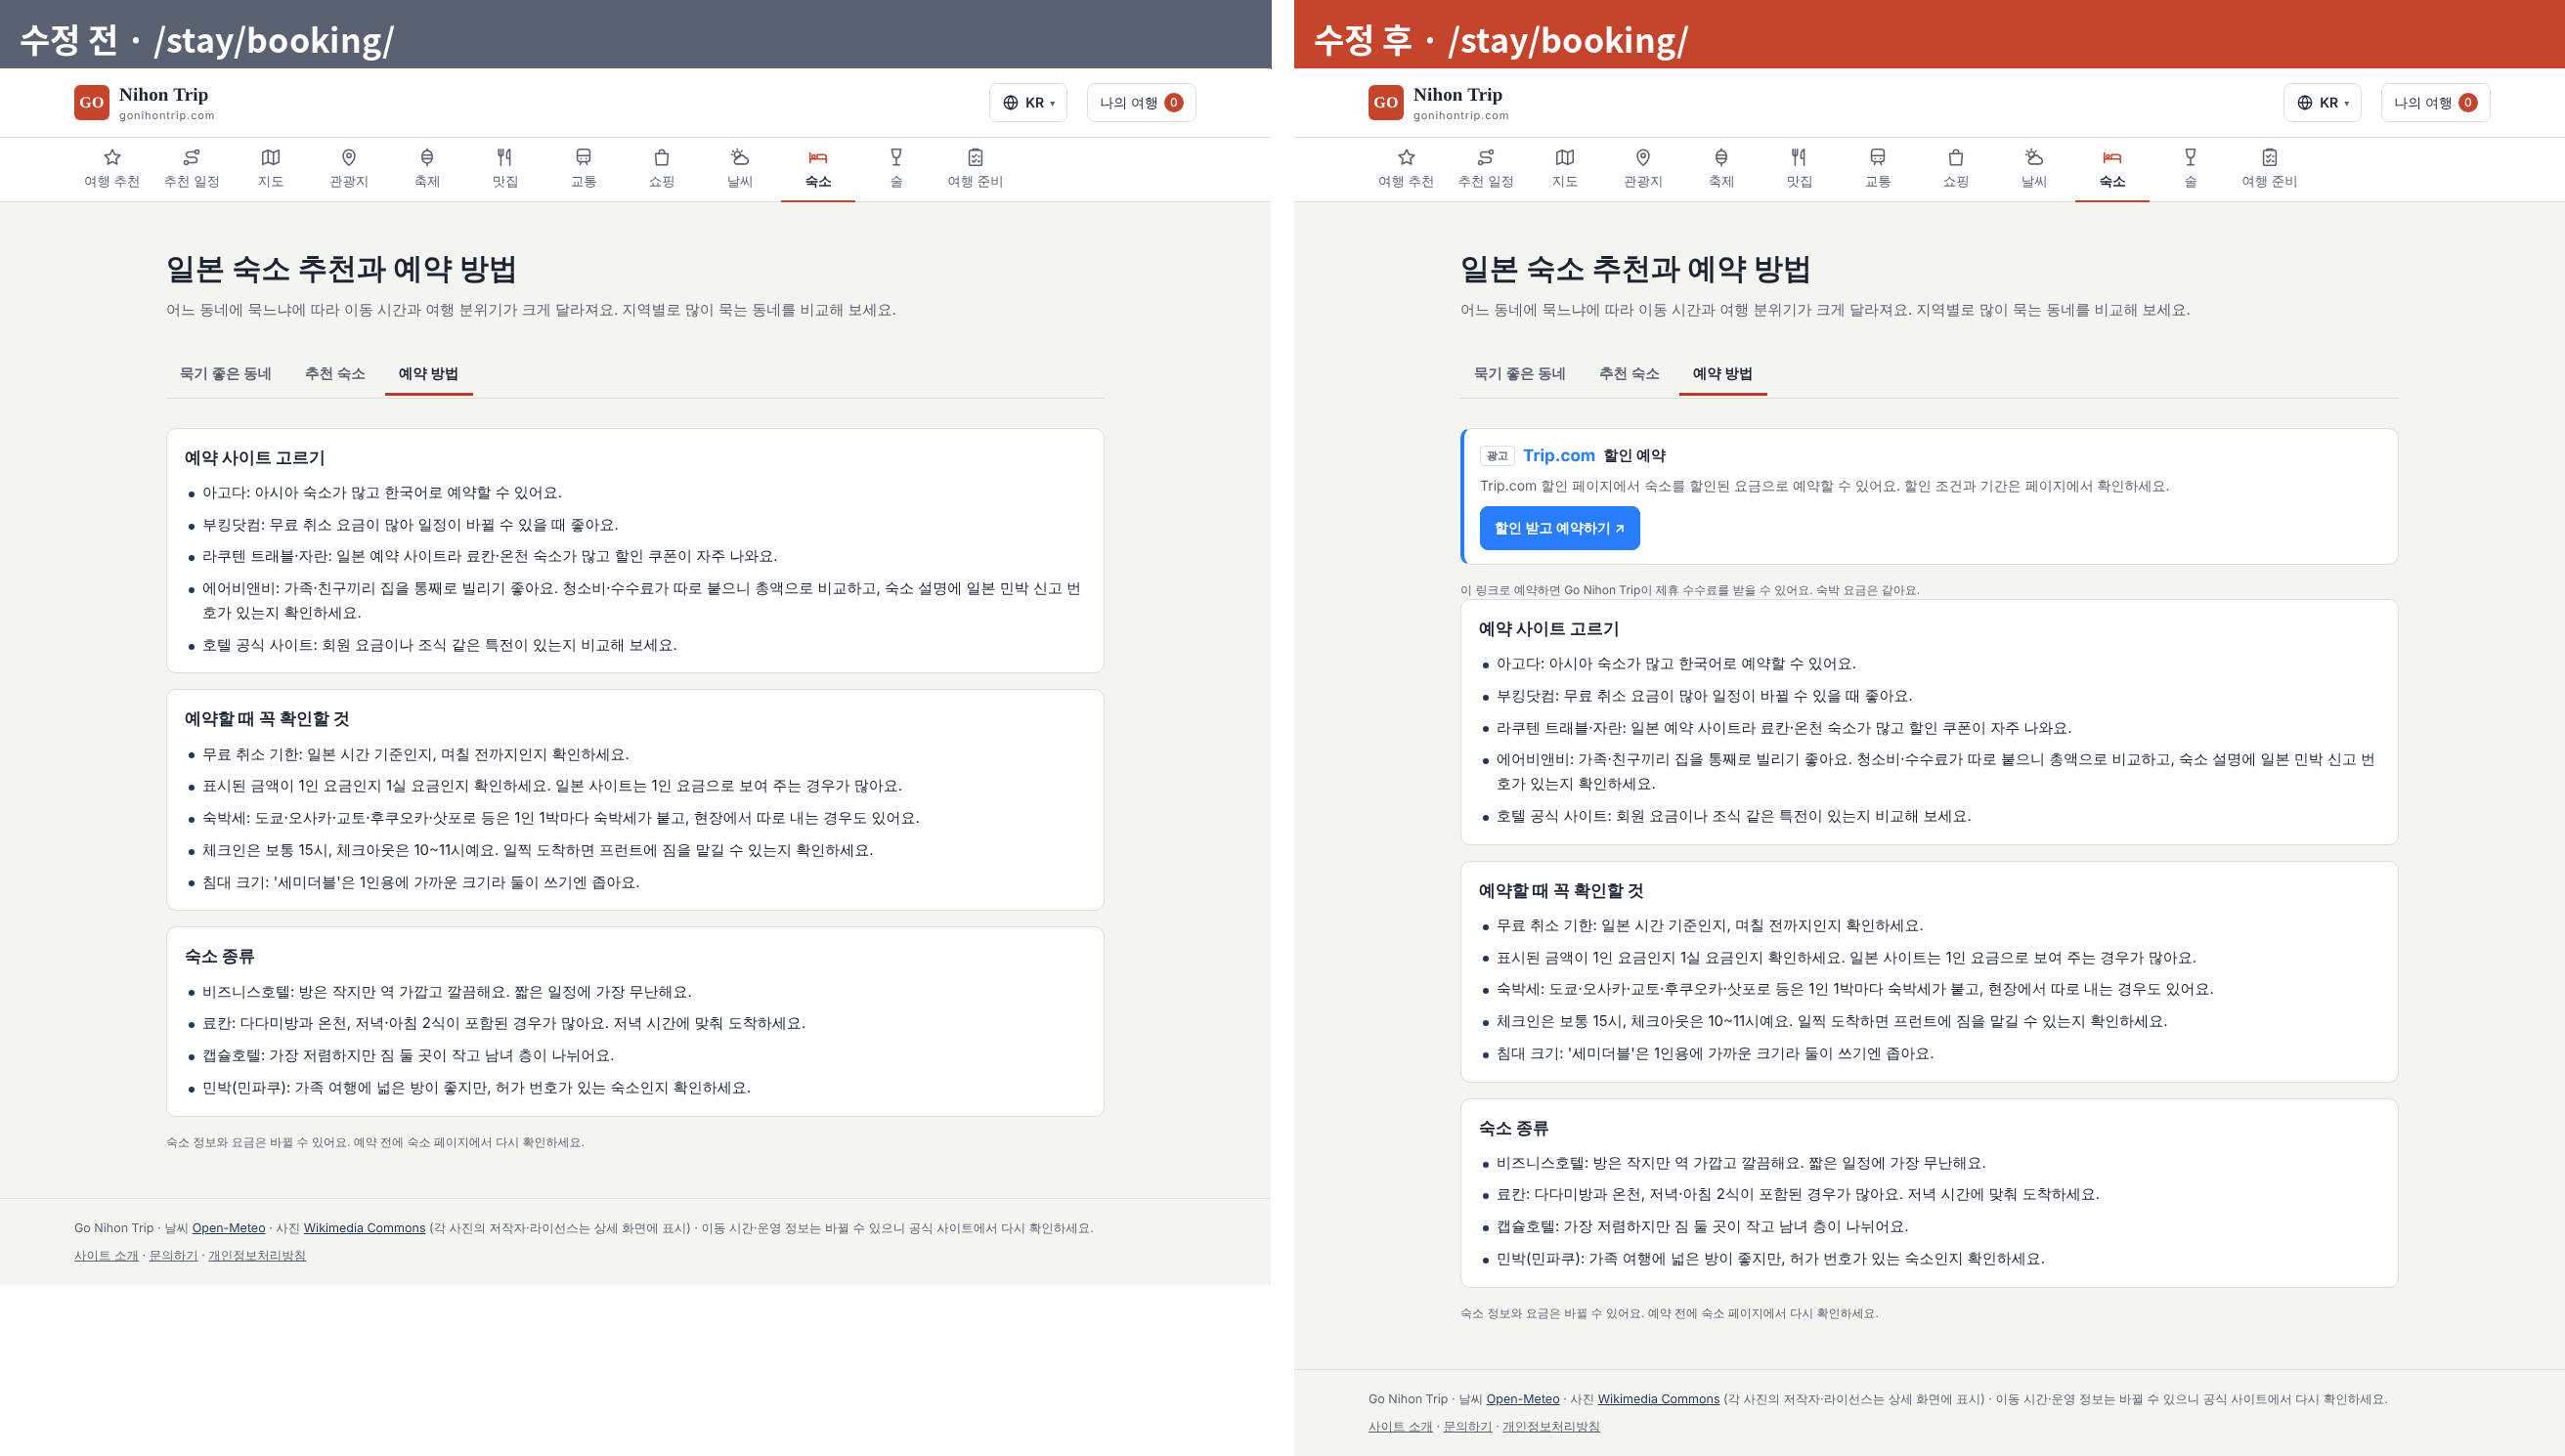 수정 전 · /stay/booking/
GO
Nihon Trip
gonihontrip.com
KR ▾
나의 여행 0
여행 추천
추천 일정
지도
관광지
축제
맛집
교통
쇼핑
날씨
숙소
술
여행 준비
일본 숙소 추천과 예약 방법
어느 동네에 묵느냐에 따라 이동 시간과 여행 분위기가 크게 달라져요. 지역별로 많이 묵는 동네를 비교해 보세요.
묵기 좋은 동네
추천 숙소
예약 방법
예약 사이트 고르기
아고다: 아시아 숙소가 많고 한국어로 예약할 수 있어요.
부킹닷컴: 무료 취소 요금이 많아 일정이 바뀔 수 있을 때 좋아요.
라쿠텐 트래블·자란: 일본 예약 사이트라 료칸·온천 숙소가 많고 할인 쿠폰이 자주 나와요.
에어비앤비: 가족·친구끼리 집을 통째로 빌리기 좋아요. 청소비·수수료가 따로 붙으니 총액으로 비교하고, 숙소 설명에 일본 민박 신고 번
호가 있는지 확인하세요.
호텔 공식 사이트: 회원 요금이나 조식 같은 특전이 있는지 비교해 보세요.
예약할 때 꼭 확인할 것
무료 취소 기한: 일본 시간 기준인지, 며칠 전까지인지 확인하세요.
표시된 금액이 1인 요금인지 1실 요금인지 확인하세요. 일본 사이트는 1인 요금으로 보여 주는 경우가 많아요.
숙박세: 도쿄·오사카·교토·후쿠오카·삿포로 등은 1인 1박마다 숙박세가 붙고, 현장에서 따로 내는 경우도 있어요.
체크인은 보통 15시, 체크아웃은 10~11시예요. 일찍 도착하면 프런트에 짐을 맡길 수 있는지 확인하세요.
침대 크기: '세미더블'은 1인용에 가까운 크기라 둘이 쓰기엔 좁아요.
숙소 종류
비즈니스호텔: 방은 작지만 역 가깝고 깔끔해요. 짧은 일정에 가장 무난해요.
료칸: 다다미방과 온천, 저녁·아침 2식이 포함된 경우가 많아요. 저녁 시간에 맞춰 도착하세요.
캡슐호텔: 가장 저렴하지만 짐 둘 곳이 작고 남녀 층이 나뉘어요.
민박(민파쿠): 가족 여행에 넓은 방이 좋지만, 허가 번호가 있는 숙소인지 확인하세요.
숙소 정보와 요금은 바뀔 수 있어요. 예약 전에 숙소 페이지에서 다시 확인하세요.
Go Nihon Trip · 날씨 Open-Meteo · 사진 Wikimedia Commons (각 사진의 저작자·라이선스는 상세 화면에 표시) · 이동 시간·운영 정보는 바뀔 수 있으니 공식 사이트에서 다시 확인하세요.
사이트 소개 · 문의하기 · 개인정보처리방침
수정 후 · /stay/booking/
GO
Nihon Trip
gonihontrip.com
KR ▾
나의 여행 0
여행 추천
추천 일정
지도
관광지
축제
맛집
교통
쇼핑
날씨
숙소
술
여행 준비
일본 숙소 추천과 예약 방법
어느 동네에 묵느냐에 따라 이동 시간과 여행 분위기가 크게 달라져요. 지역별로 많이 묵는 동네를 비교해 보세요.
묵기 좋은 동네
추천 숙소
예약 방법
광고 Trip.com 할인 예약
Trip.com 할인 페이지에서 숙소를 할인된 요금으로 예약할 수 있어요. 할인 조건과 기간은 페이지에서 확인하세요.
할인 받고 예약하기 ↗
이 링크로 예약하면 Go Nihon Trip이 제휴 수수료를 받을 수 있어요. 숙박 요금은 같아요.
예약 사이트 고르기
아고다: 아시아 숙소가 많고 한국어로 예약할 수 있어요.
부킹닷컴: 무료 취소 요금이 많아 일정이 바뀔 수 있을 때 좋아요.
라쿠텐 트래블·자란: 일본 예약 사이트라 료칸·온천 숙소가 많고 할인 쿠폰이 자주 나와요.
에어비앤비: 가족·친구끼리 집을 통째로 빌리기 좋아요. 청소비·수수료가 따로 붙으니 총액으로 비교하고, 숙소 설명에 일본 민박 신고 번
호가 있는지 확인하세요.
호텔 공식 사이트: 회원 요금이나 조식 같은 특전이 있는지 비교해 보세요.
예약할 때 꼭 확인할 것
무료 취소 기한: 일본 시간 기준인지, 며칠 전까지인지 확인하세요.
표시된 금액이 1인 요금인지 1실 요금인지 확인하세요. 일본 사이트는 1인 요금으로 보여 주는 경우가 많아요.
숙박세: 도쿄·오사카·교토·후쿠오카·삿포로 등은 1인 1박마다 숙박세가 붙고, 현장에서 따로 내는 경우도 있어요.
체크인은 보통 15시, 체크아웃은 10~11시예요. 일찍 도착하면 프런트에 짐을 맡길 수 있는지 확인하세요.
침대 크기: '세미더블'은 1인용에 가까운 크기라 둘이 쓰기엔 좁아요.
숙소 종류
비즈니스호텔: 방은 작지만 역 가깝고 깔끔해요. 짧은 일정에 가장 무난해요.
료칸: 다다미방과 온천, 저녁·아침 2식이 포함된 경우가 많아요. 저녁 시간에 맞춰 도착하세요.
캡슐호텔: 가장 저렴하지만 짐 둘 곳이 작고 남녀 층이 나뉘어요.
민박(민파쿠): 가족 여행에 넓은 방이 좋지만, 허가 번호가 있는 숙소인지 확인하세요.
숙소 정보와 요금은 바뀔 수 있어요. 예약 전에 숙소 페이지에서 다시 확인하세요.
Go Nihon Trip · 날씨 Open-Meteo · 사진 Wikimedia Commons (각 사진의 저작자·라이선스는 상세 화면에 표시) · 이동 시간·운영 정보는 바뀔 수 있으니 공식 사이트에서 다시 확인하세요.
사이트 소개 · 문의하기 · 개인정보처리방침